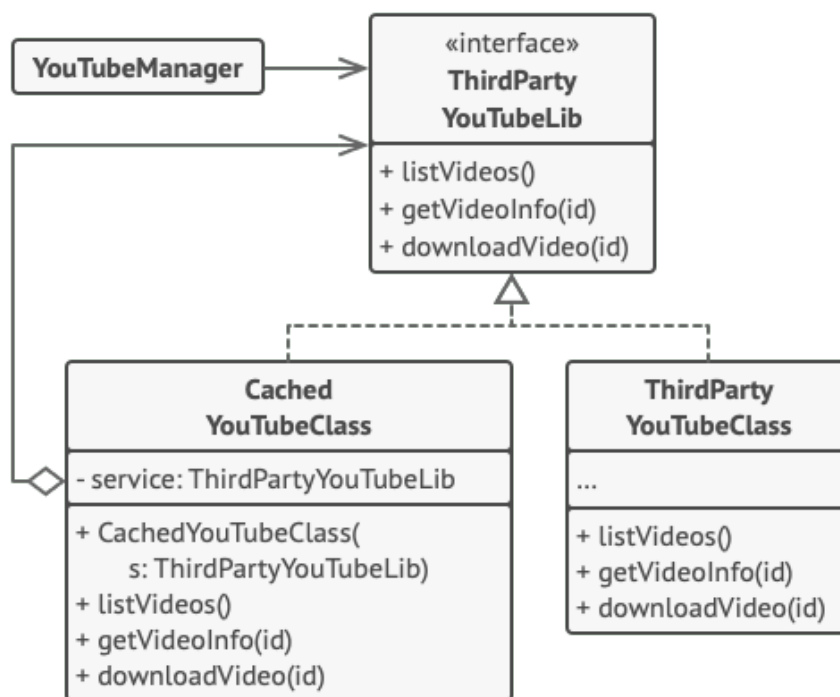 YouTubeManager
«interface»
ThirdParty
YouTubeLib
+ listVideos()
+ getVideoInfo(id)
+ downloadVideo(id)
Cached
YouTubeClass
- service: ThirdPartyYouTubeLib
+ CachedYouTubeClass(
s: ThirdPartyYouTubeLib)
+ listVideos()
+ getVideoInfo(id)
+ downloadVideo(id)
ThirdParty
YouTubeClass
...
+ listVideos()
+ getVideoInfo(id)
+ downloadVideo(id)